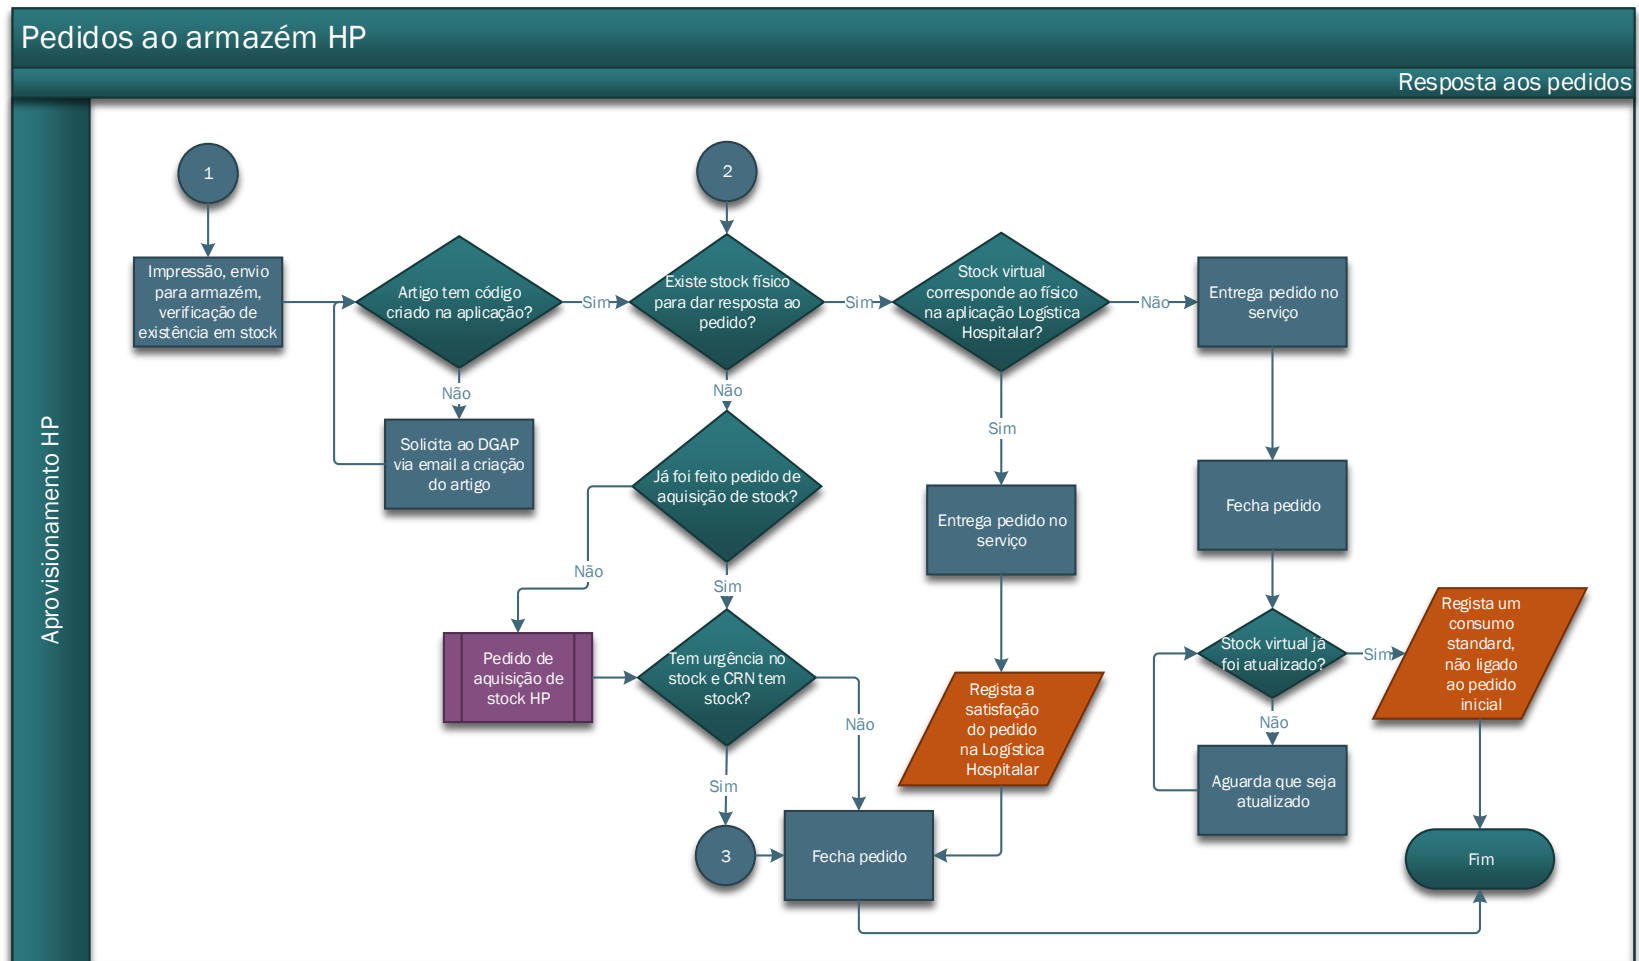 Pedidos ao armazém HP
Resposta aos pedidos
Aprovisionamento HP
1
Impressão, envio
para armazém,
verificação de
existência em stock
Artigo tem código
criado na aplicação?
Sim
Não
Solicita ao DGAP
via email a criação
do artigo
2
Existe stock físico
para dar resposta ao
pedido?
Sim
Não
Já foi feito pedido de
aquisição de stock?
Não
Sim
Pedido de
aquisição de
stock HP
Tem urgência no
stock e CRN tem
stock?
Não
Sim
3
Fecha pedido
Stock virtual
corresponde ao físico
na aplicação Logística
Hospitalar?
Não
Sim
Entrega pedido no
serviço
Regista a
satisfação
do pedido
na Logística
Hospitalar
Entrega pedido no
serviço
Fecha pedido
Stock virtual já
foi atualizado?
Sim
Não
Aguarda que seja
atualizado
Regista um
consumo
standard,
não ligado
ao pedido
inicial
Fim